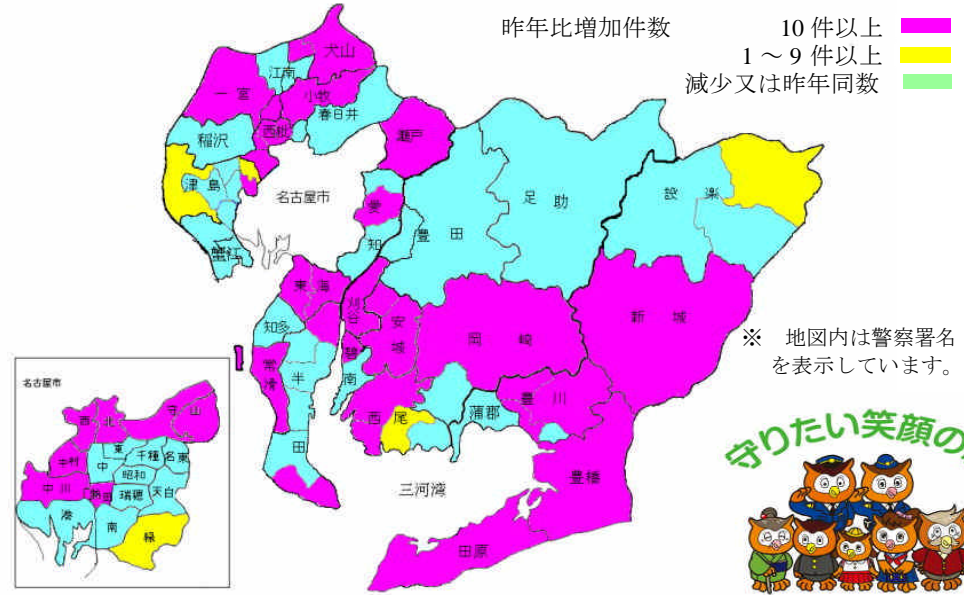 昨年比増加件数
10 件以上
1 ~ 9 件以上
減少又は昨年同数
犬山
江南
一宮
小牧
春日井
西枇
瀬戸
稲沢
津島
名古屋市
愛
知
蟹江
豊田
足助
設楽
東海
刈谷
知多
安城
岡崎
新城
常滑
半
田
碧
南
西尾
蒲郡
豊川
豊橋
三河湾
田原
※ 地図内は警察署名
を表示しています。
名古屋市
西
北
守山
東
千種
名東
中村
中
昭和
中川
熱田
瑞穂
天白
港
南
緑
守りたい笑顔の